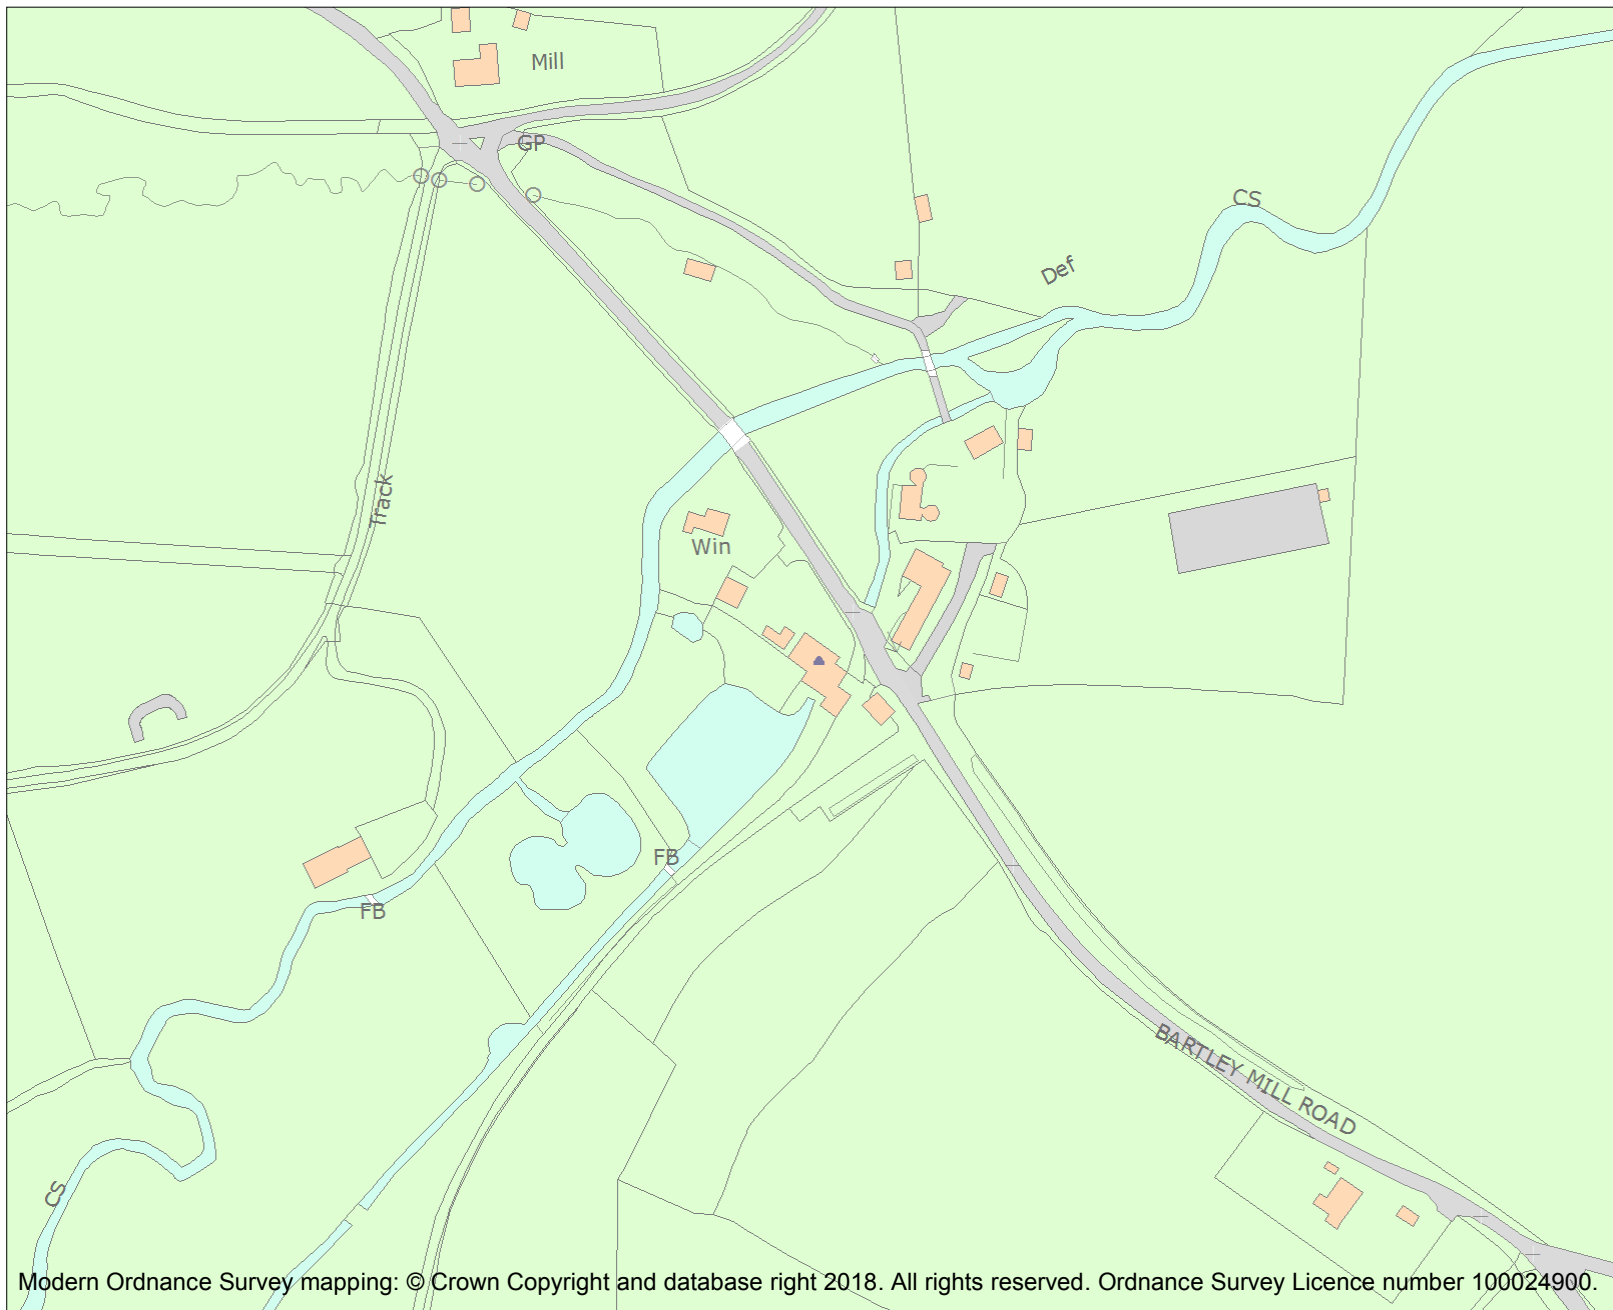 Mill
GP
CS
Def
Track
Win
FB
FB
BARTLEY MILL ROAD
CS
Modern Ordnance Survey mapping: © Crown Copyright and database right 2018. All rights reserved. Ordnance Survey Licence number 100024900.